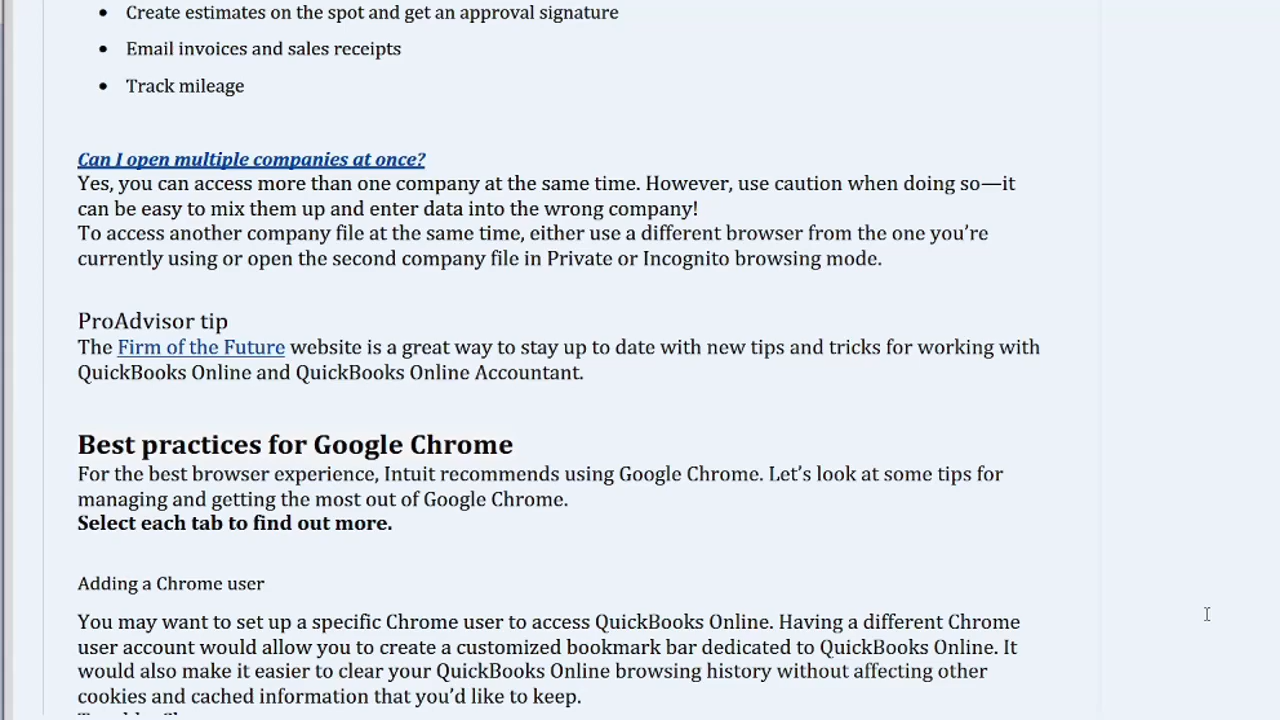 • Create estimates on the spot and get an approval signature
• Email invoices and sales receipts
• Track mileage
Can I open multiple companies at once?
Yes, you can access more than one company at the same time. However, use caution when doing so—it
can be easy to mix them up and enter data into the wrong company!
To access another company file at the same time, either use a different browser from the one you’re
currently using or open the second company file in Private or Incognito browsing mode.
ProAdvisor tip
The Firm of the Future website is a great way to stay up to date with new tips and tricks for working with
QuickBooks Online and QuickBooks Online Accountant.
Best practices for Google Chrome
For the best browser experience, Intuit recommends using Google Chrome. Let’s look at some tips for
managing and getting the most out of Google Chrome.
Select each tab to find out more.
Adding a Chrome user
You may want to set up a specific Chrome user to access QuickBooks Online. Having a different Chrome
user account would allow you to create a customized bookmark bar dedicated to QuickBooks Online. It
would also make it easier to clear your QuickBooks Online browsing history without affecting other
cookies and cached information that you’d like to keep.